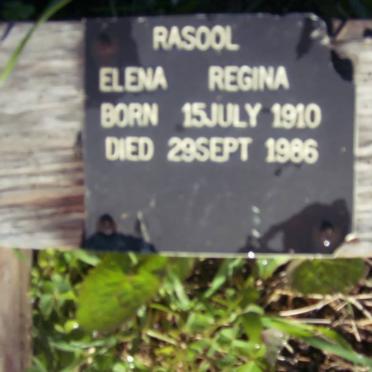 RASOOL
ELENA REGINA
BORN 15JULY 1910
DIED 29SEPT 1986